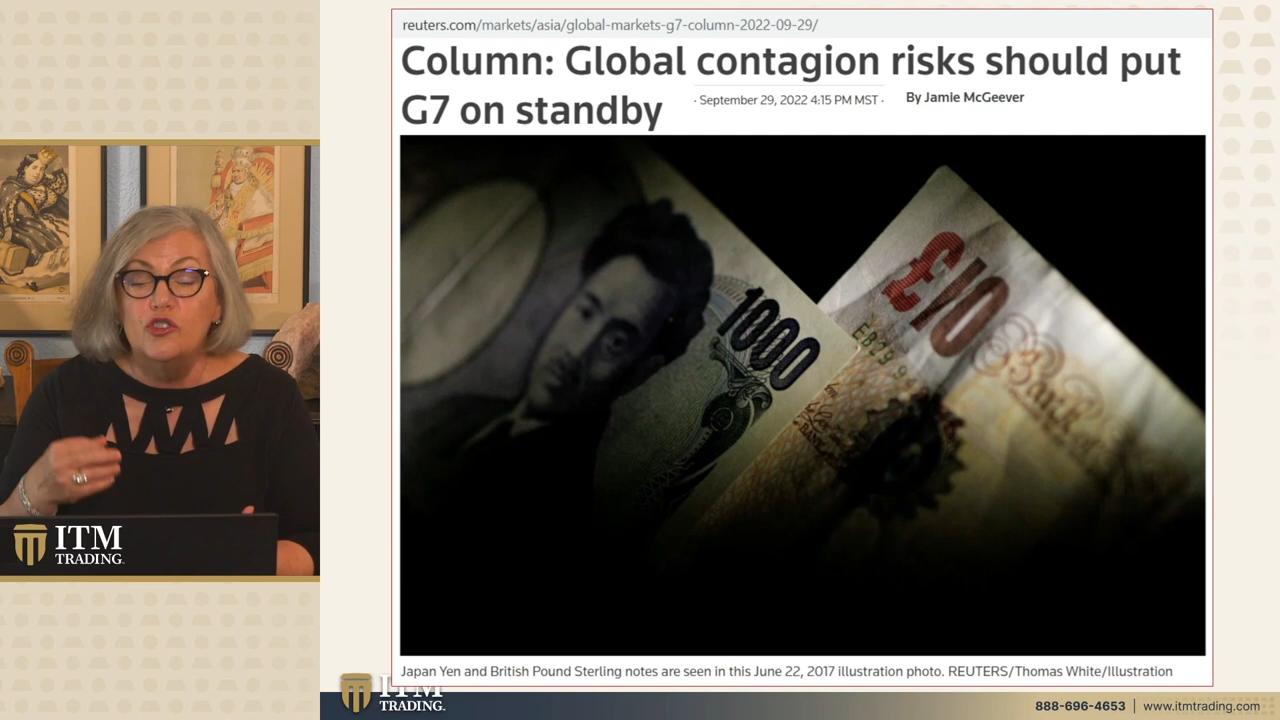 reuters.com/markets/asia/global-markets-g7-column-2022-09-29/
Column: Global contagion risks should put
G7 on standby
· September 29, 2022 4:15 PM MST ·
By Jamie McGeever
1000
£10
Bank of
Japan Yen and British Pound Sterling notes are seen in this June 22, 2017 illustration photo. REUTERS/Thomas White/Illustration
ITM
TRADING
ITM
TRADING.
888-696-4653 | www.itmtrading.com